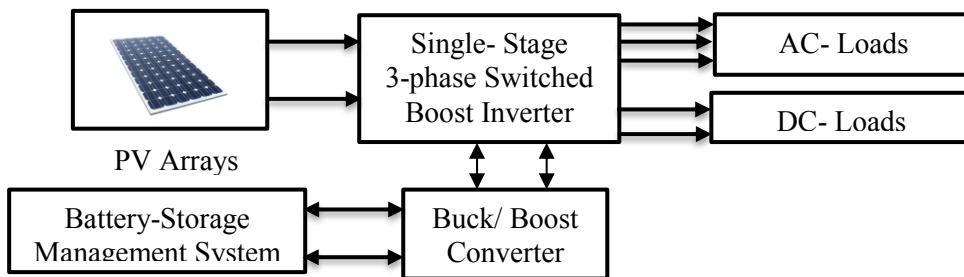 Single- Stage
3-phase Switched
Boost Inverter
AC- Loads
DC- Loads
PV Arrays
Battery-Storage
Management System
Buck/ Boost
Converter